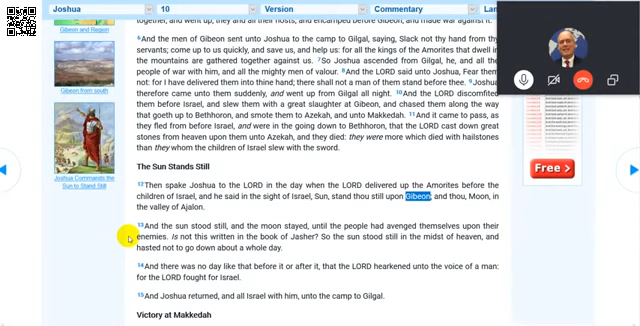 Joshua 10 Version Commentary Lan
together, and went up, they and all their hosts, and encamped before Gibeon, and made war against it.
Gibeon and Region
6And the men of Gibeon sent unto Joshua to the camp to Gilgal, saying, Slack not thy hand from thy
servants; come up to us quickly, and save us, and help us: for all the kings of the Amorites that dwell in
the mountains are gathered together against us. 7So Joshua ascended from Gilgal, he, and all the
people of war with him, and all the mighty men of valour. 8And the LORD said unto Joshua, Fear them
not: for I have delivered them into thine hand; there shall not a man of them stand before thee. 9Joshua
therefore came unto them suddenly, and went up from Gilgal all night. 10And the LORD discomfited
them before Israel, and slew them with a great slaughter at Gibeon, and chased them along the way
that goeth up to Bethhoron, and smote them to Azekah, and unto Makkedah. 11And it came to pass, as
they fled from before Israel, and were in the going down to Bethhoron, that the LORD cast down great
stones from heaven upon them unto Azekah, and they died: they were more which died with hailstones
than they whom the children of Israel slew with the sword.
Gibeon from south
Joshua Commands the
Sun to Stand Still
The Sun Stands Still
12Then spake Joshua to the LORD in the day when the LORD delivered up the Amorites before the
children of Israel, and he said in the sight of Israel, Sun, stand thou still upon Gibeon; and thou, Moon, in
the valley of Ajalon.
13And the sun stood still, and the moon stayed, until the people had avenged themselves upon their
enemies. Is not this written in the book of Jasher? So the sun stood still in the midst of heaven, and
hasted not to go down about a whole day.
14And there was no day like that before it or after it, that the LORD hearkened unto the voice of a man:
for the LORD fought for Israel.
15And Joshua returned, and all Israel with him, unto the camp to Gilgal.
Victory at Makkedah
Free >